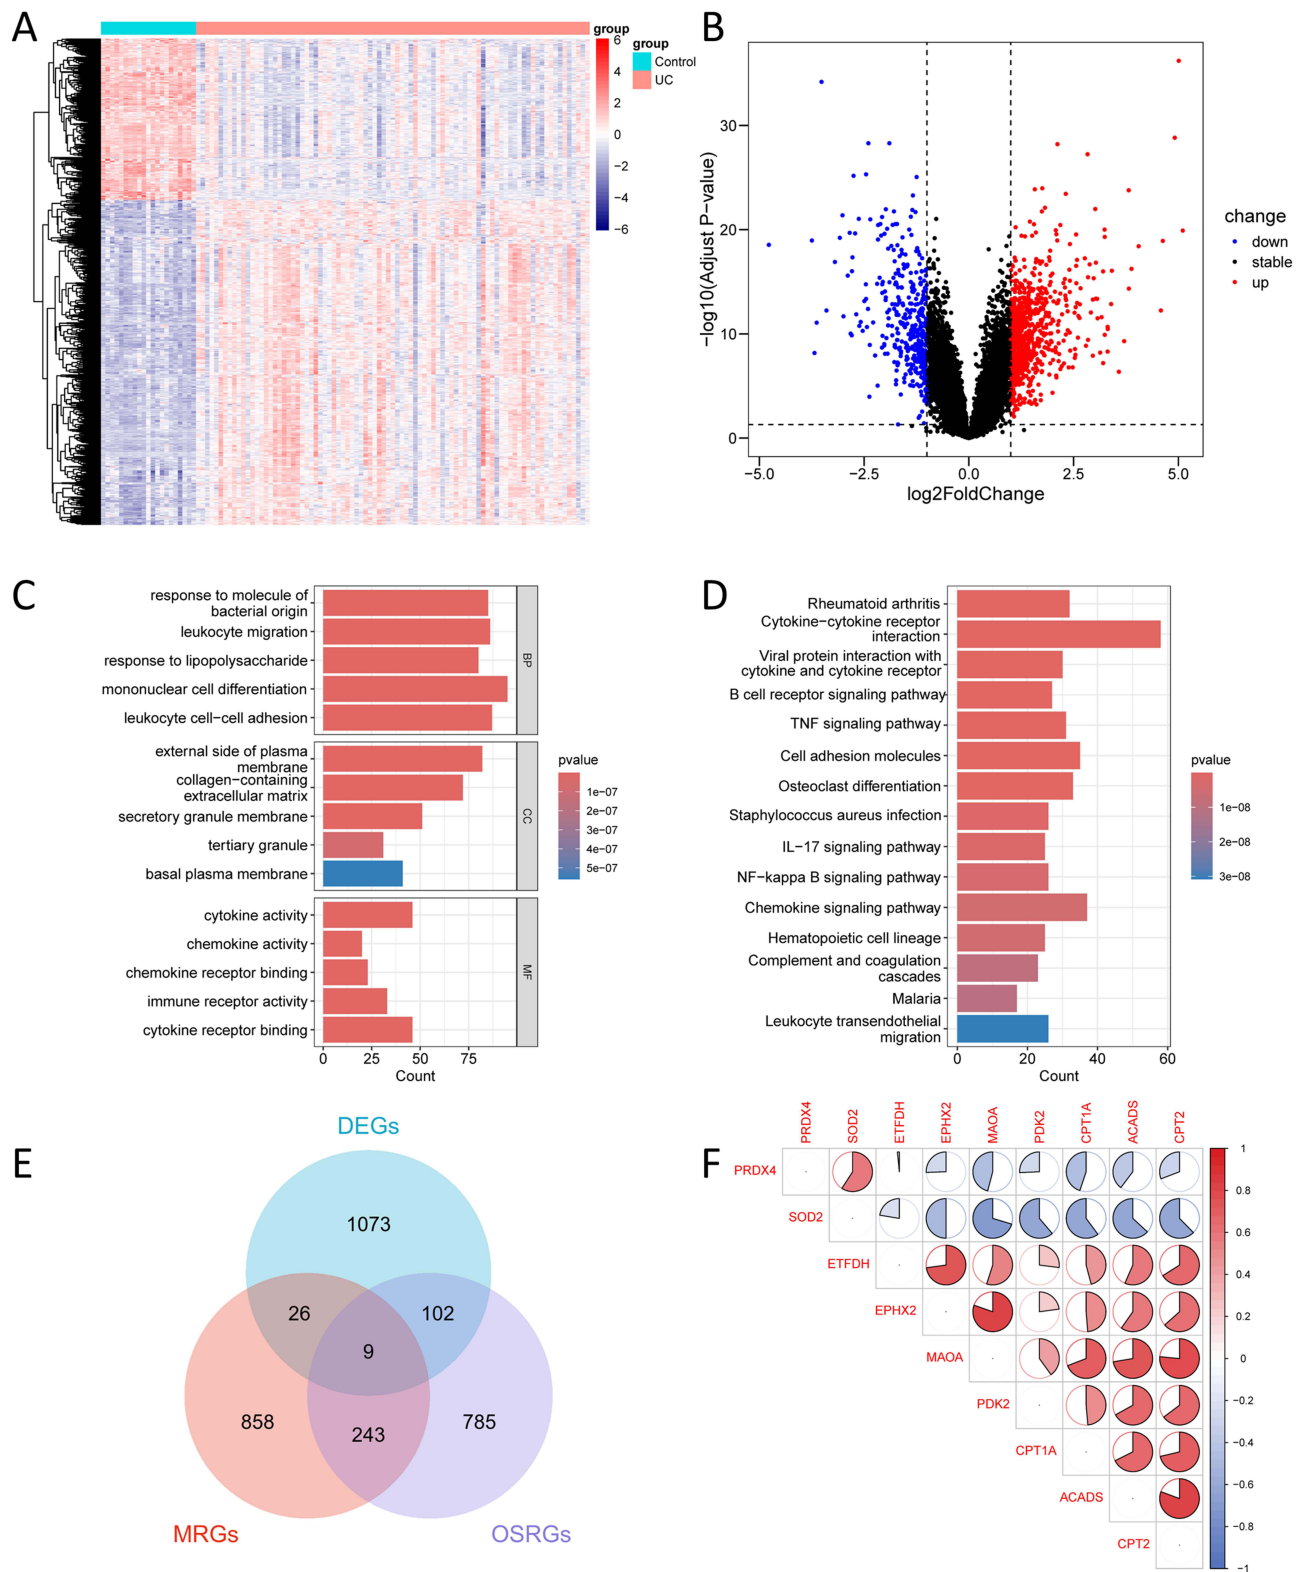 A
group
6
4
2
0
−2
−4
−6
group
Control
UC
B
−log10(Adjust P−value)
30
20
10
0
−5.0
−2.5
0.0
2.5
5.0
log2FoldChange
change
down
stable
up
C
response to molecule of
bacterial origin
leukocyte migration
response to lipopolysaccharide
mononuclear cell differentiation
leukocyte cell−cell adhesion
BP
external side of plasma
membrane
collagen−containing
extracellular matrix
secretory granule membrane
tertiary granule
basal plasma membrane
CC
cytokine activity
chemokine activity
chemokine receptor binding
immune receptor activity
cytokine receptor binding
MF
0
25
50
75
Count
pvalue
1e−07
2e−07
3e−07
4e−07
5e−07
D
Rheumatoid arthritis
Cytokine−cytokine receptor
interaction
Viral protein interaction with
cytokine and cytokine receptor
B cell receptor signaling pathway
TNF signaling pathway
Cell adhesion molecules
Osteoclast differentiation
Staphylococcus aureus infection
IL−17 signaling pathway
NF−kappa B signaling pathway
Chemokine signaling pathway
Hematopoietic cell lineage
Complement and coagulation
cascades
Malaria
Leukocyte transendothelial
migration
0
20
40
60
Count
pvalue
1e−08
2e−08
3e−08
E
DEGs
1073
26
102
9
858
243
785
MRGs
OSRGs
F
PRDX4
SOD2
ETFDH
EPHX2
MAOA
PDK2
CPT1A
ACADS
CPT2
PRDX4
SOD2
ETFDH
EPHX2
MAOA
PDK2
CPT1A
ACADS
CPT2
1
0.8
0.6
0.4
0.2
0
−0.2
−0.4
−0.6
−0.8
−1